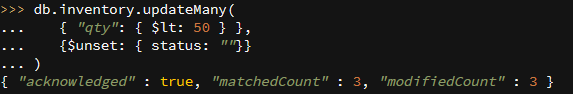 >>> db.inventory.updateMany(
...    { "qty": { $lt: 50 } },
...    {$unset: { status: ""}}
... )
{ "acknowledged" : true, "matchedCount" : 3, "modifiedCount" : 3 }